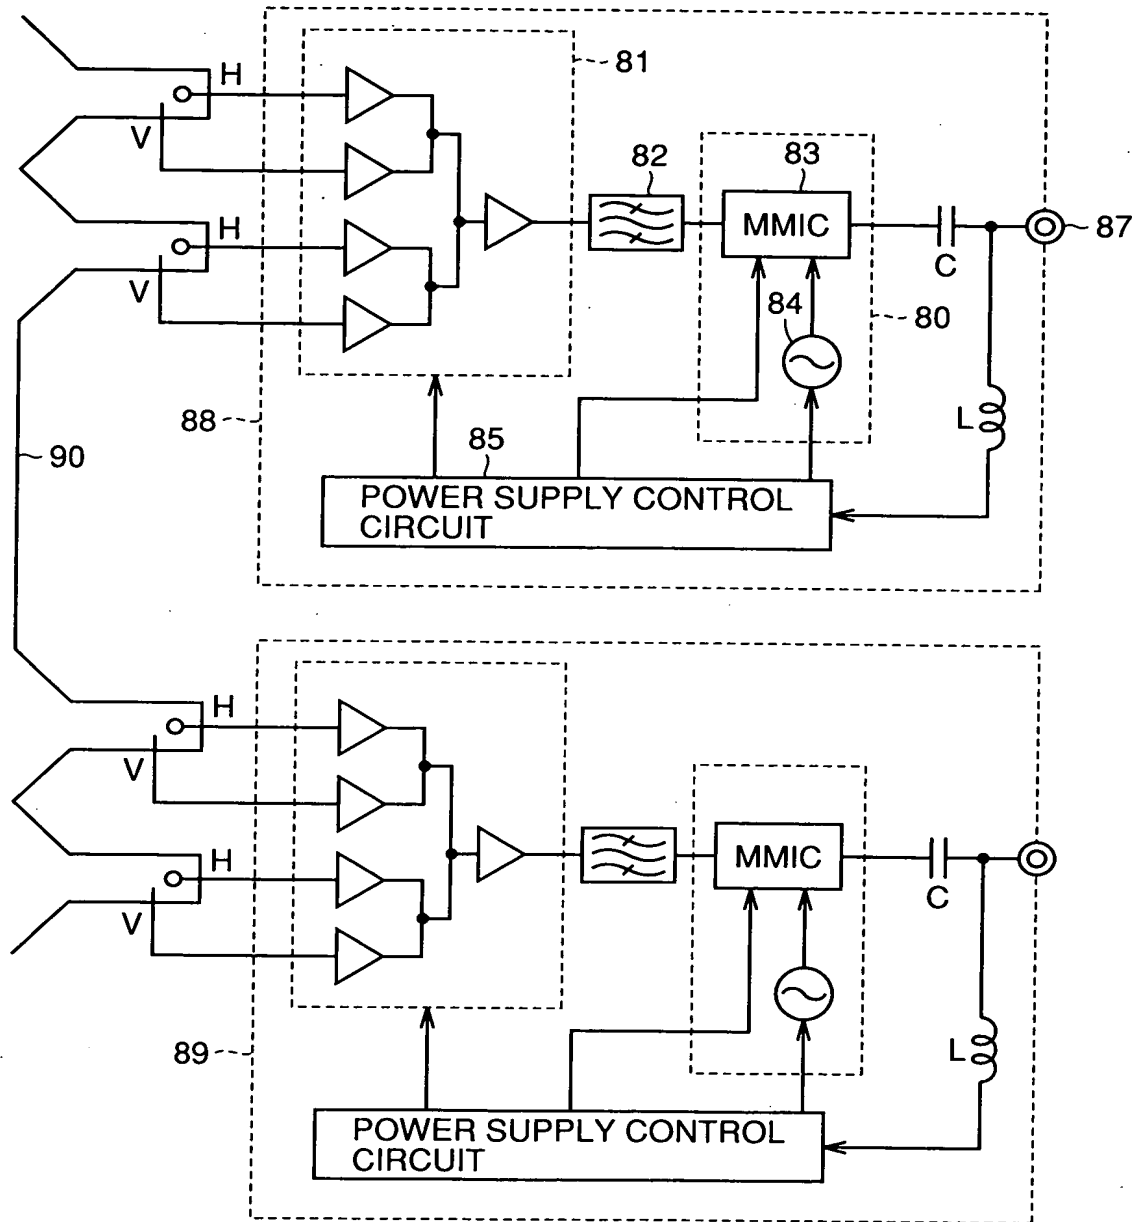 H
81
V
82
83
MMIC
87
H
C
V
84
80
88
L
85
90
POWER SUPPLY CONTROL
CIRCUIT
H
V
MMIC
H
C
V
89
L
POWER SUPPLY CONTROL
CIRCUIT